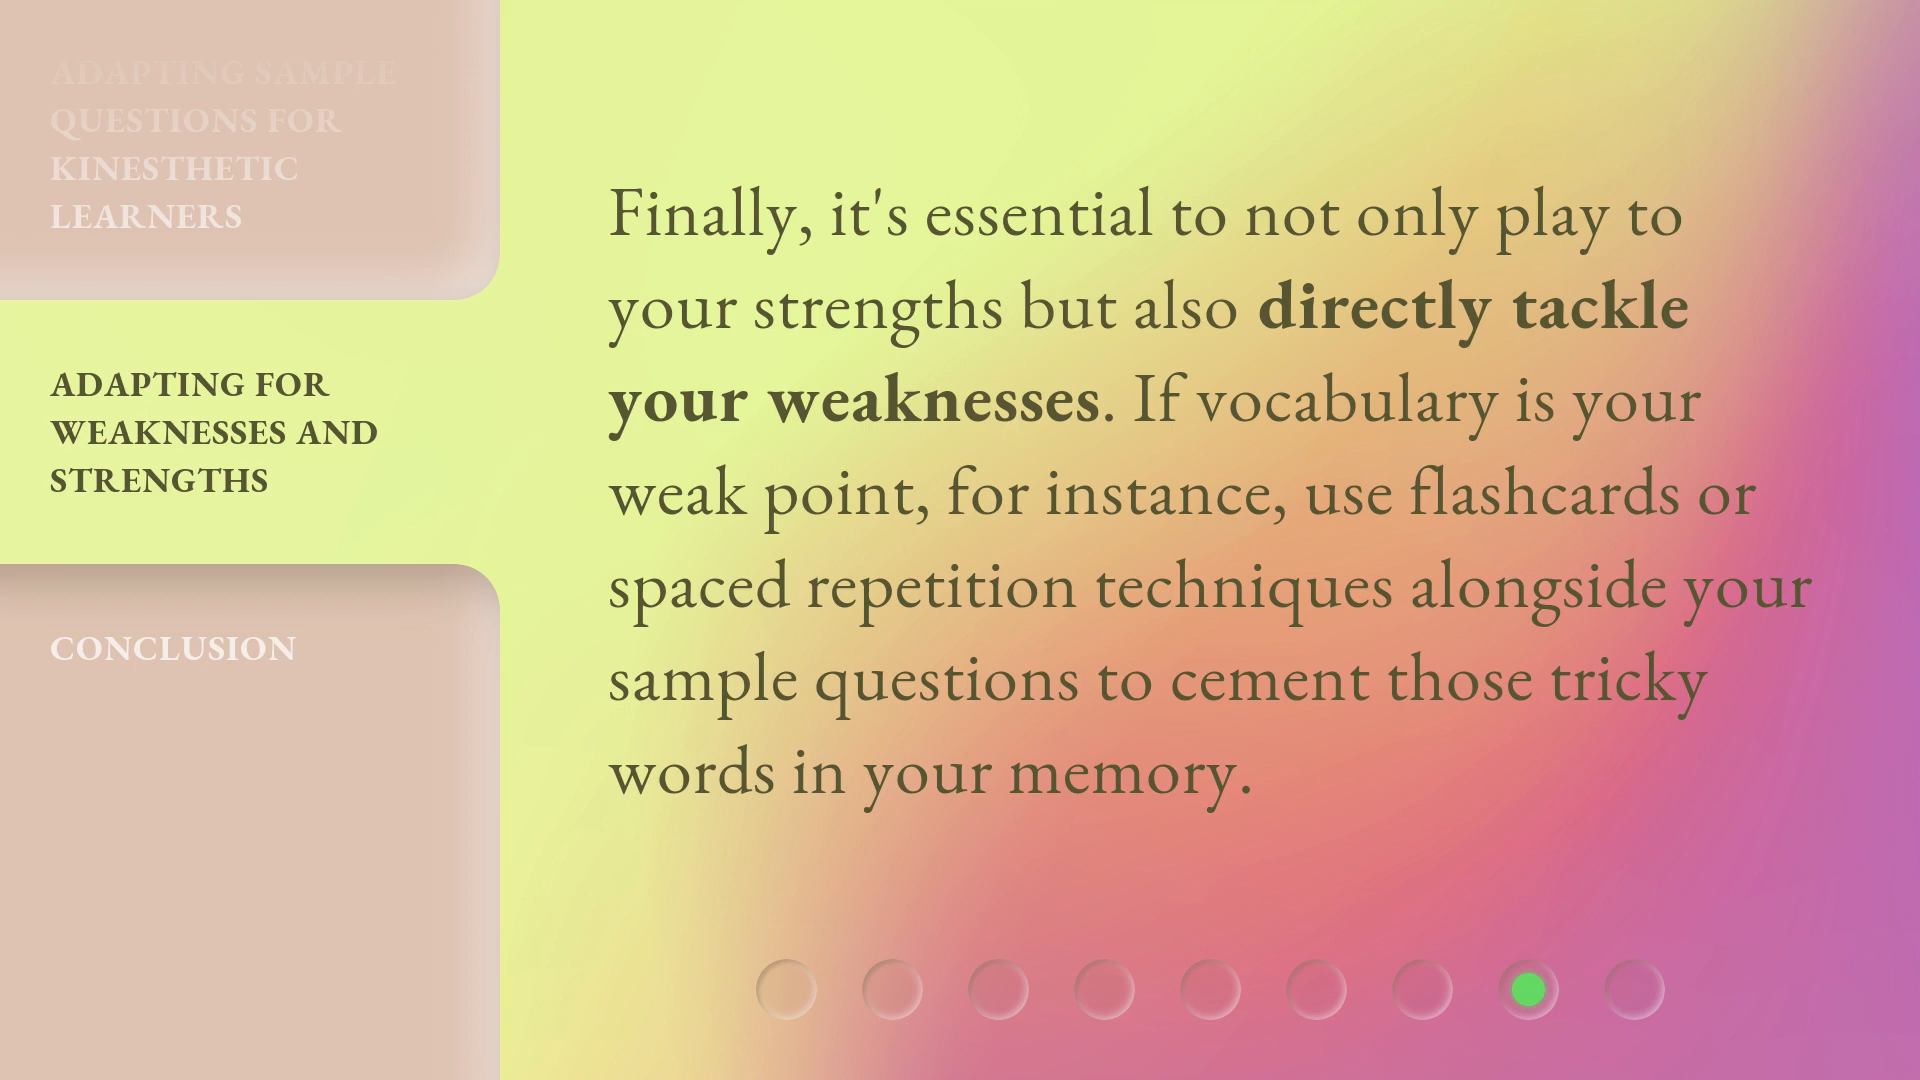 ADAPTING SAMPLE
QUESTIONS FOR
KINESTHETIC
LEARNERS
ADAPTING FOR
WEAKNESSES AND
STRENGTHS
CONCLUSION
Finally, it's essential to not only play to
your strengths but also directly tackle
your weaknesses. If vocabulary is your
weak point, for instance, use flashcards or
spaced repetition techniques alongside your
sample questions to cement those tricky
words in your memory.